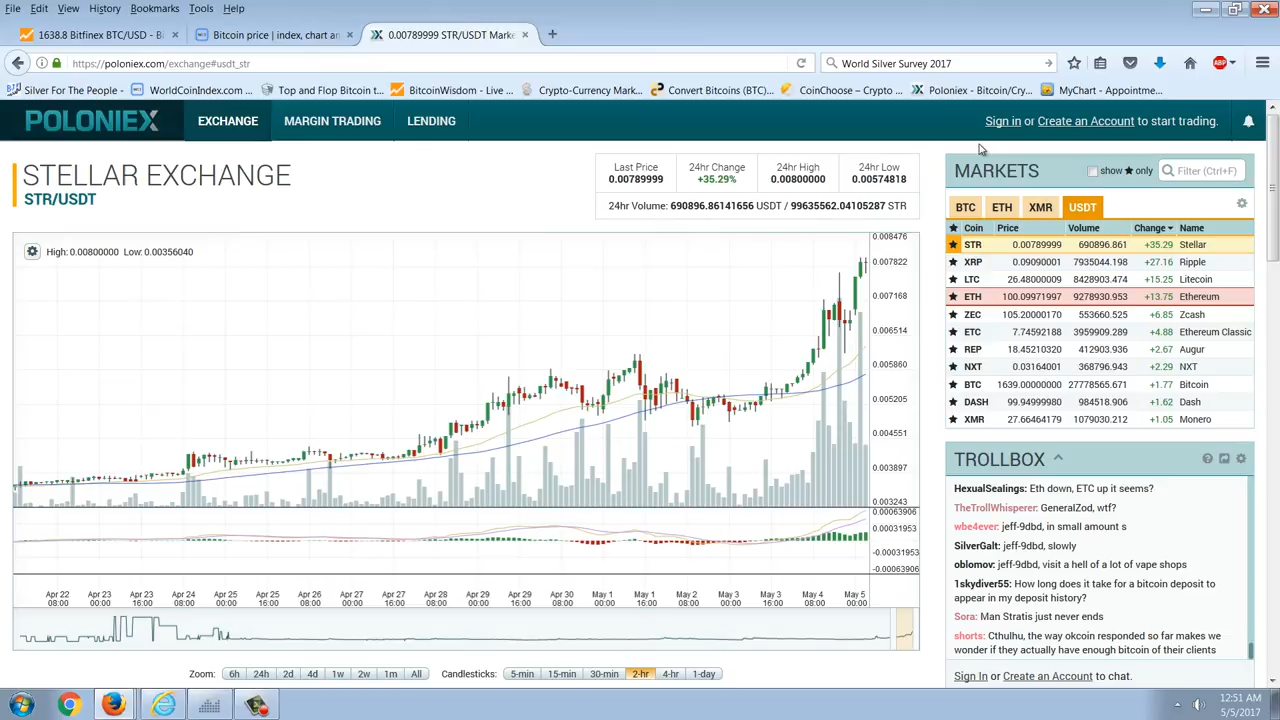 File Edit View History Bookmarks Tools Help
1638.8 Bitfinex BTC/USD - Bi × Bitcoin price | index, chart an × 0.00789999 STR/USDT Marke × +
https://poloniex.com/exchange#usdt_str World Silver Survey 2017 ABP
Silver For The People - ... WorldCoinIndex.com ... Top and Flop Bitcoin t... BitcoinWisdom - Live ... Crypto-Currency Mark... Convert Bitcoins (BTC)... CoinChoose – Crypto ... Poloniex - Bitcoin/Cry... MyChart - Appointme...
POLONIEX EXCHANGE MARGIN TRADING LENDING Sign in or Create an Account to start trading.
STELLAR EXCHANGE
STR/USDT
Last Price 24hr Change 24hr High 24hr Low
0.00789999 +35.29% 0.00800000 0.00574818
24hr Volume: 690896.86141656 USDT / 99635562.04105287 STR
High: 0.00800000 Low: 0.00356040
0.008476
0.007822
0.007168
0.006514
0.005860
0.005205
0.004551
0.003897
0.003243
0.00063906
0.00031953
-0.00031953
-0.00063906
Apr 22 Apr 23 Apr 23 Apr 24 Apr 25 Apr 26 Apr 26 Apr 27 Apr 27 Apr 28 Apr 29 Apr 29 Apr 30 May 1 May 1 May 2 May 3 May 3 May 4 May 5
08:00 00:00 16:00 08:00 00:00 16:00 08:00 00:00 16:00 08:00 00:00 16:00 08:00 00:00 16:00 08:00 00:00 16:00 08:00 00:00
Zoom: 6h 24h 2d 4d 1w 2w 1m All Candlesticks: 5-min 15-min 30-min 2-hr 4-hr 1-day
MARKETS show ★ only Filter (Ctrl+F)
BTC ETH XMR USDT
Coin Price Volume Change Name
STR 0.00789999 690896.861 +35.29 Stellar
XRP 0.09090001 7935044.198 +27.16 Ripple
LTC 26.48000009 8428903.474 +15.25 Litecoin
ETH 100.09971997 9278930.953 +13.75 Ethereum
ZEC 105.20000170 553660.525 +6.85 Zcash
ETC 7.74592188 3959909.289 +4.88 Ethereum Classic
REP 18.45210320 412903.936 +2.67 Augur
NXT 0.03164001 368796.943 +2.29 NXT
BTC 1639.00000000 27778565.671 +1.77 Bitcoin
DASH 99.94999980 984518.906 +1.62 Dash
XMR 27.66464179 1079030.212 +1.05 Monero
TROLLBOX
HexualSealings: Eth down, ETC up it seems?
TheTrollWhisperer: GeneralZod, wtf?
wbe4ever: jeff-9dbd, in small amount s
SilverGalt: jeff-9dbd, slowly
oblomov: jeff-9dbd, visit a hell of a lot of vape shops
1skydiver55: How long does it take for a bitcoin deposit to
appear in my deposit history?
Sora: Man Stratis just never ends
shorts: Cthulhu, the way okcoin responded so far makes we
wonder if they actually have enough bitcoin of their clients
Sign In or Create an Account to chat.
12:51 AM
5/5/2017